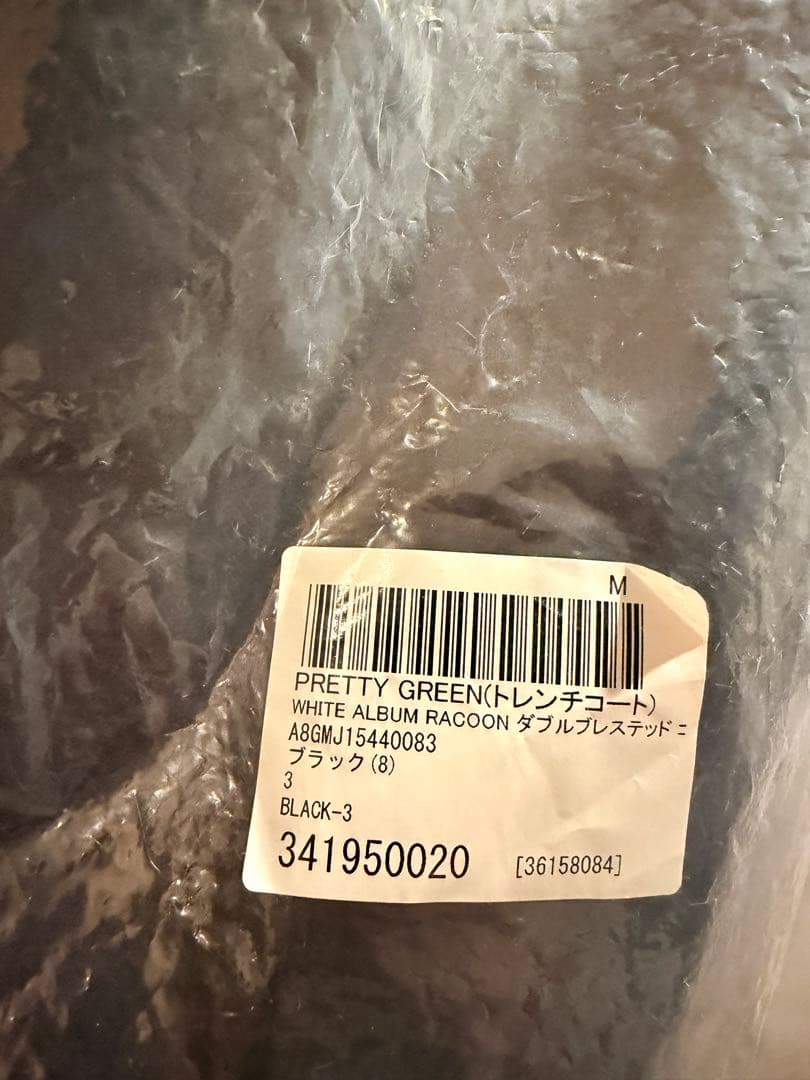 M
PRETTY GREEN(トレンチコート)
WHITE ALBUM RACOON ダブルブレステッドコ
A8GMJ15440083
ブラック(8)
3
BLACK-3
341950020 [36158084]